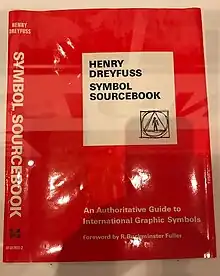 HENRY
DREYFUSS
SYMBOL SOURCEBOOK
HENRY
DREYFUSS
SYMBOL
SOURCEBOOK
An Authoritative Guide to
International Graphic Symbols
Foreword by R. Buckminster Fuller